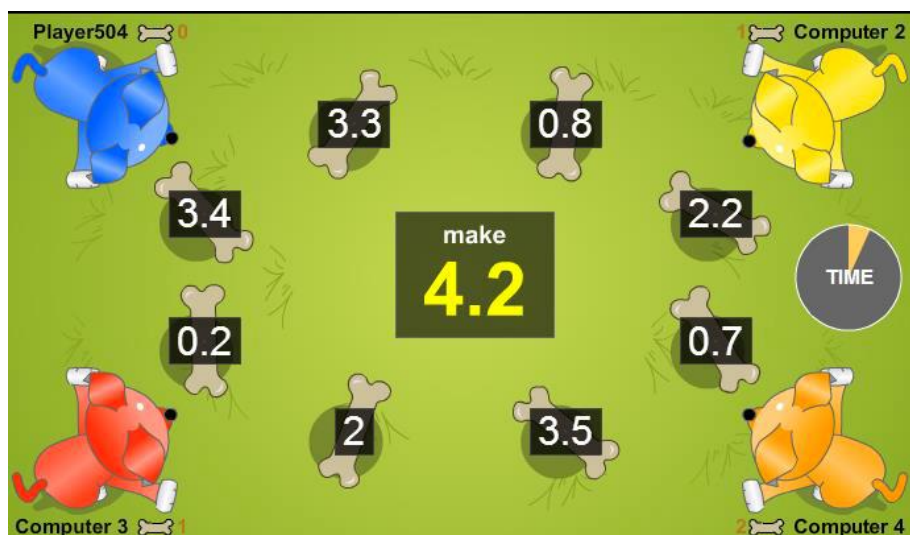 Player504 0
1 Computer 2
3.3
0.8
3.4
2.2
make
4.2
TIME
0.2
0.7
2
3.5
Computer 3 1
2 Computer 4